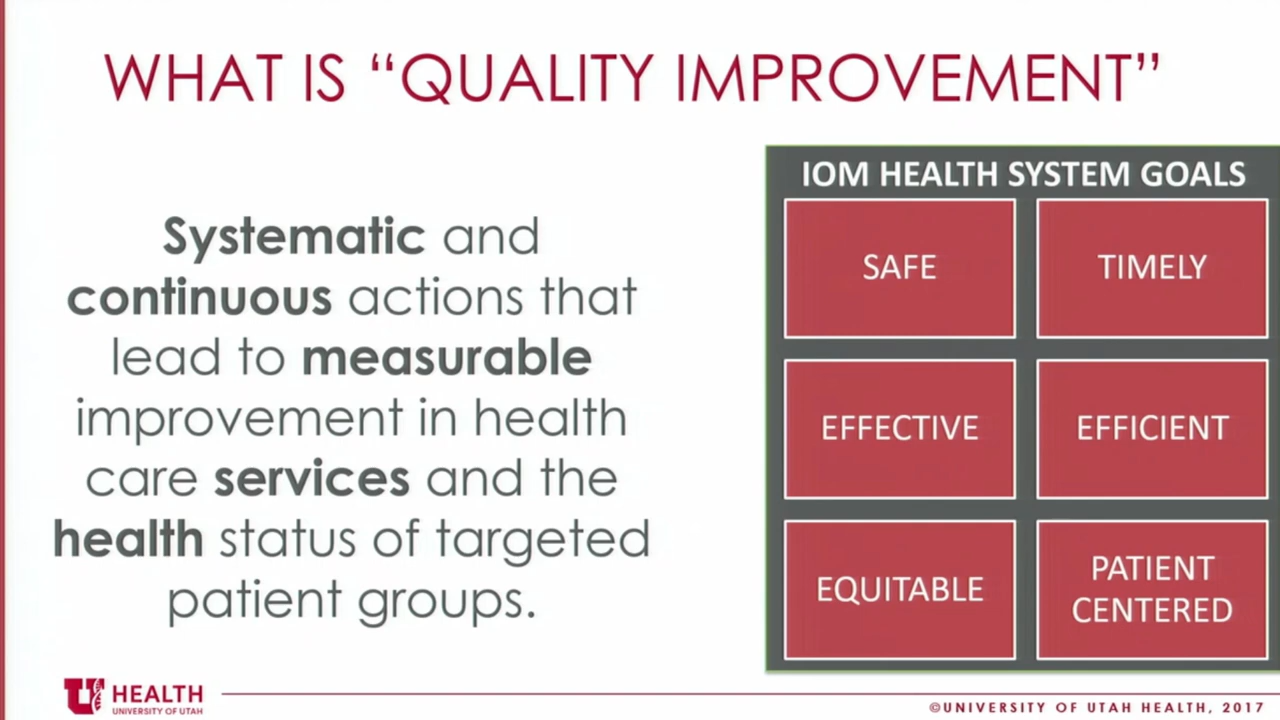 WHAT IS “QUALITY IMPROVEMENT”
Systematic and
continuous actions that
lead to measurable
improvement in health
care services and the
health status of targeted
patient groups.
IOM HEALTH SYSTEM GOALS
SAFE
TIMELY
EFFECTIVE
EFFICIENT
EQUITABLE
PATIENT
CENTERED
U HEALTH
UNIVERSITY OF UTAH
©UNIVERSITY OF UTAH HEALTH, 2017